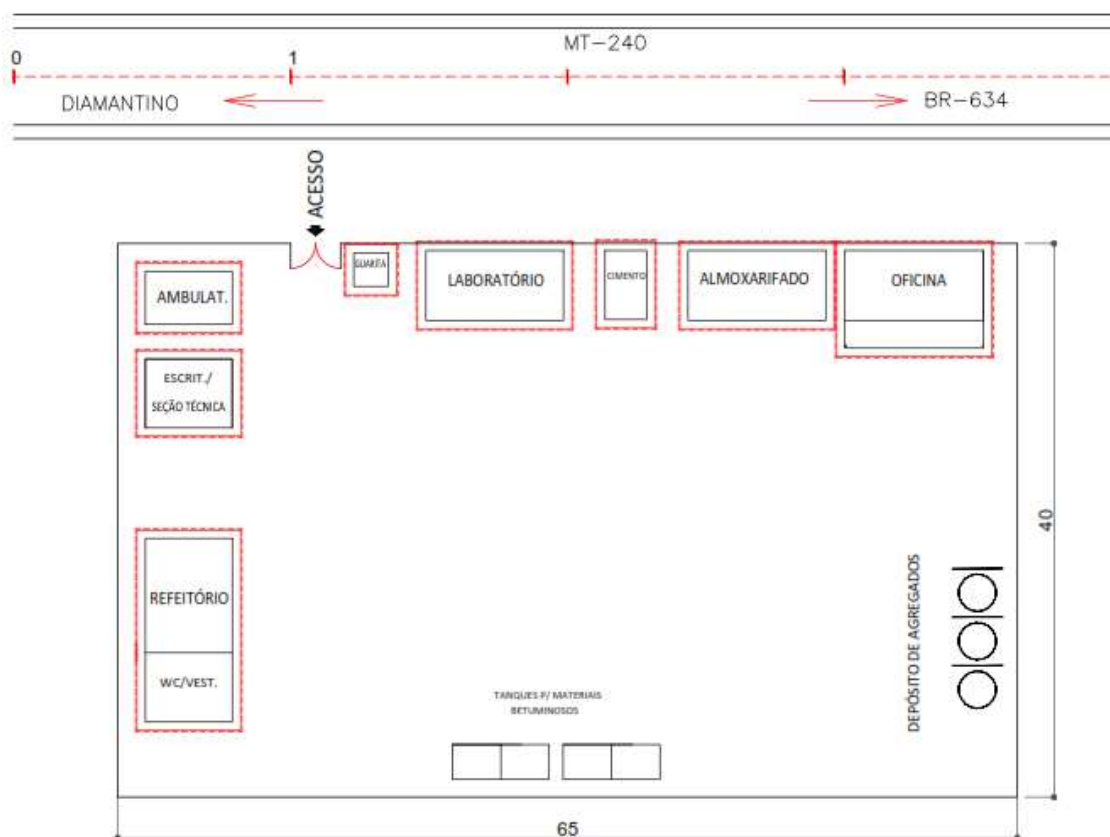 MT-240
0
1
DIAMANTINO
BR-634
ACESSO
GUARITA
LABORATÓRIO
CIMENTO
ALMOXARIFADO
OFICINA
AMBULAT.
ESCRIT./
SEÇÃO TÉCNICA
40
REFEITÓRIO
WC/VEST.
DEPÓSITO DE AGREGADOS
TANQUES P/ MATERIAIS
BETUMINOSOS
65